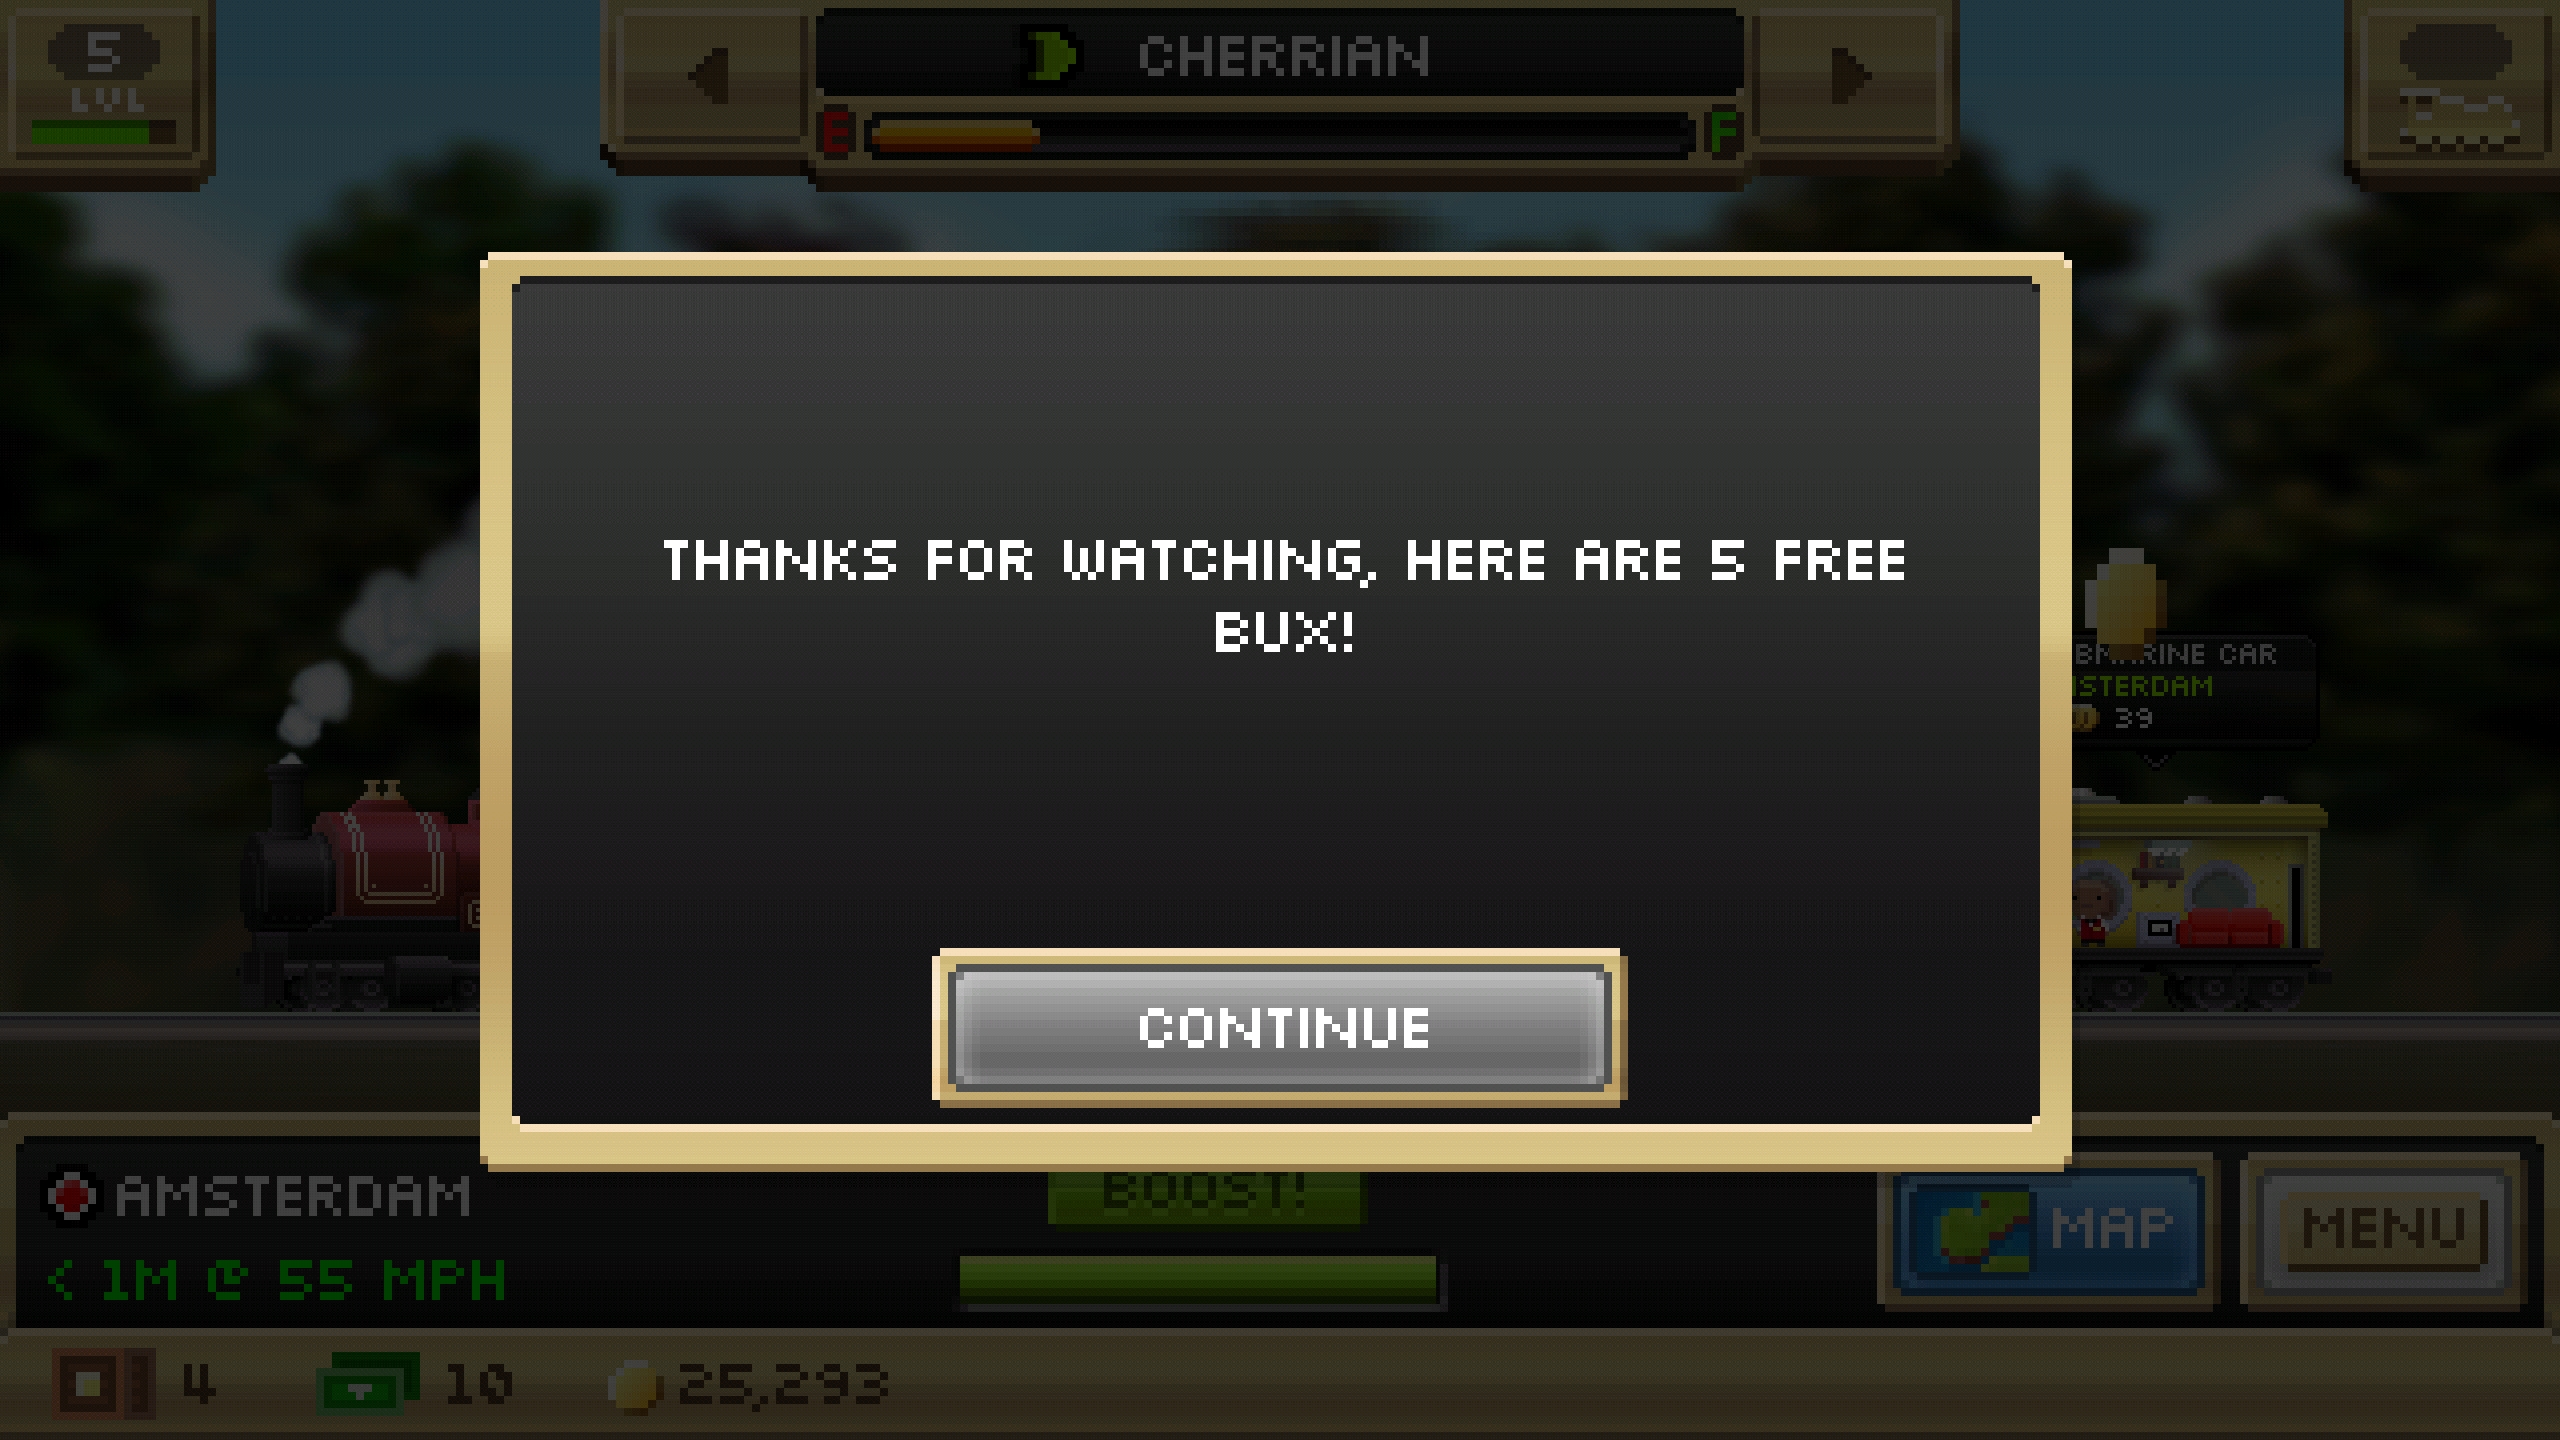 5
LVL
CHERRIAN
E
F
THANKS FOR WATCHING, HERE ARE 5 FREE
BUX!
CAR
39
CONTINUE
AMSTERDAM
BOOST!
< 1M @ 55 MPH
MAP
MENU
4
10
25,293